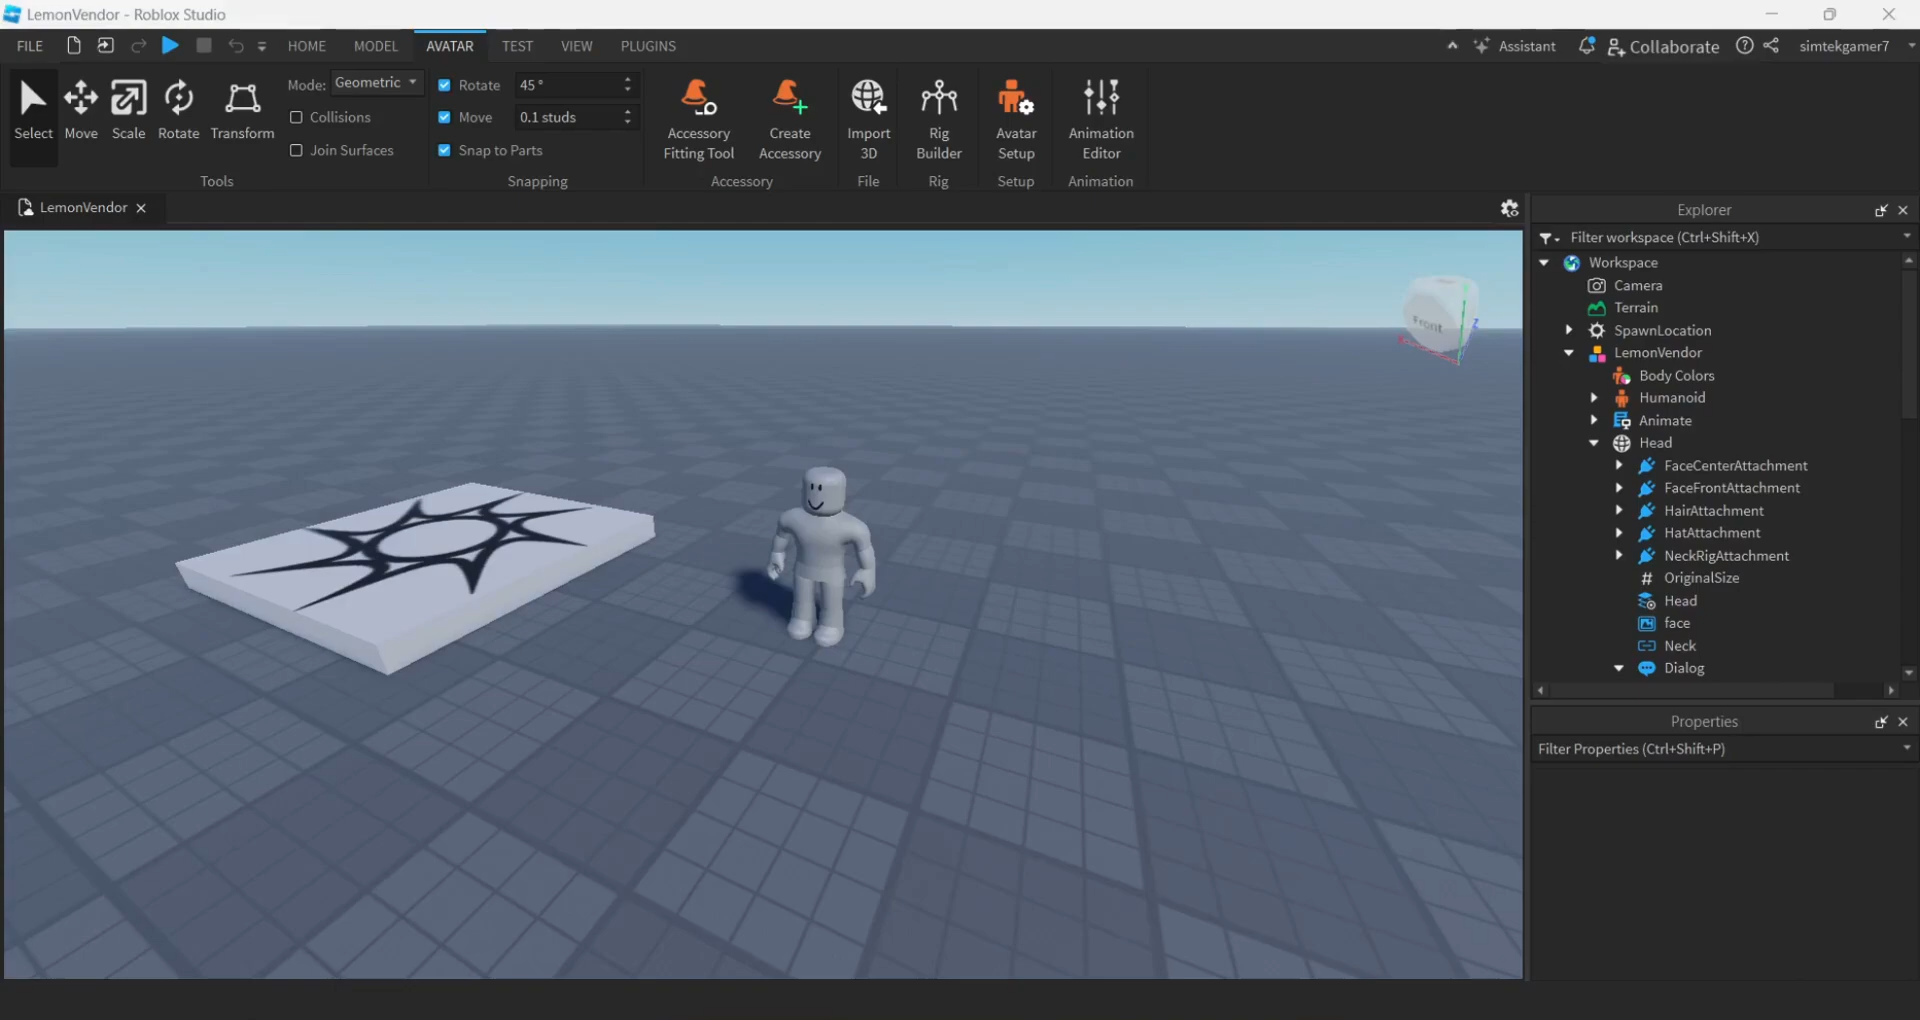 LemonVendor - Roblox Studio
FILE HOME MODEL AVATAR TEST VIEW PLUGINS Assistant Collaborate simtekgamer7
Select
Move
Scale
Rotate
Transform
Mode: Geometric
Collisions
Join Surfaces
Tools
Rotate 45 °
Move 0.1 studs
Snap to Parts
Snapping
Accessory
Fitting Tool
Create
Accessory
Accessory
Import
3D
File
Rig
Builder
Rig
Avatar
Setup
Setup
Animation
Editor
Animation
LemonVendor
Front
X
Z
Explorer
Filter workspace (Ctrl+Shift+X)
Workspace
Camera
Terrain
SpawnLocation
LemonVendor
Body Colors
Humanoid
Animate
Head
FaceCenterAttachment
FaceFrontAttachment
HairAttachment
HatAttachment
NeckRigAttachment
# OriginalSize
Head
face
Neck
Dialog
Properties
Filter Properties (Ctrl+Shift+P)